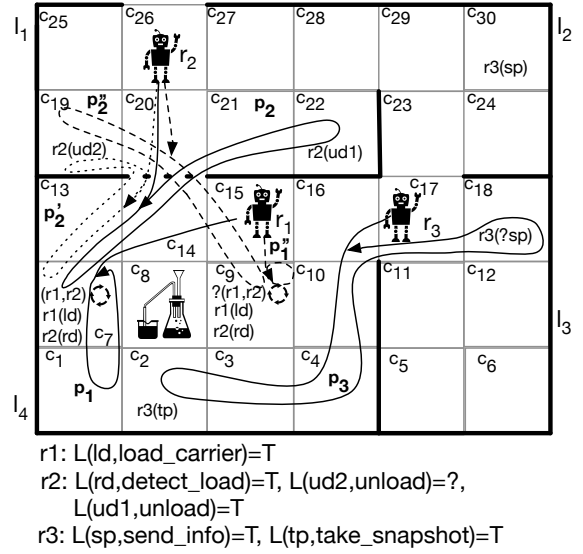 l1 c25 c26 c27 c28 c29 c30 l2
r2 r3(sp)
c19 p2'' c20 c21 p2 c22 c23 c24
r2(ud2) r2(ud1)
c13 c15 c16 c17 c18
p2' r1 r3 r3(?sp)
c14 p1''
(r1,r2) c8 c9 c10 c11 c12
r1(ld) ?(r1,r2) l3
r2(rd) c7 r1(ld)
r2(rd)
c1 c2 c3 c4 c5 c6
l4 p1 r3(tp) p3
r1: L(ld,load_carrier)=T
r2: L(rd,detect_load)=T, L(ud2,unload)=?,
L(ud1,unload)=T
r3: L(sp,send_info)=T, L(tp,take_snapshot)=T